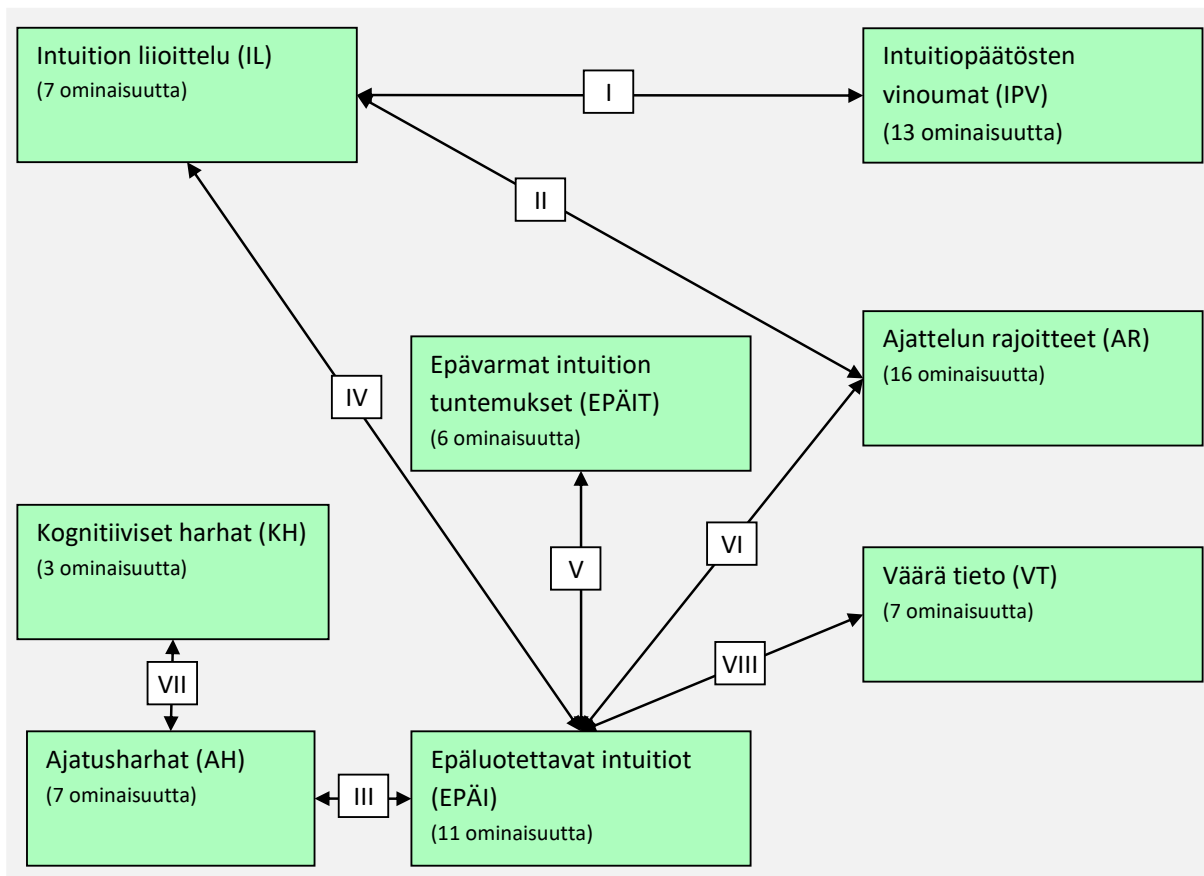 Intuition liioittelu (IL)
(7 ominaisuutta)
I
Intuitiopäätösten
vinoumat (IPV)
(13 ominaisuutta)
II
Ajattelun rajoitteet (AR)
(16 ominaisuutta)
Epävarmat intuition
tuntemukset (EPÄIT)
(6 ominaisuutta)
IV
Kognitiiviset harhat (KH)
(3 ominaisuutta)
V
VI
Väärä tieto (VT)
(7 ominaisuutta)
VII
VIII
Ajatusharhat (AH)
(7 ominaisuutta)
III
Epäluotettavat intuitiot
(EPÄI)
(11 ominaisuutta)